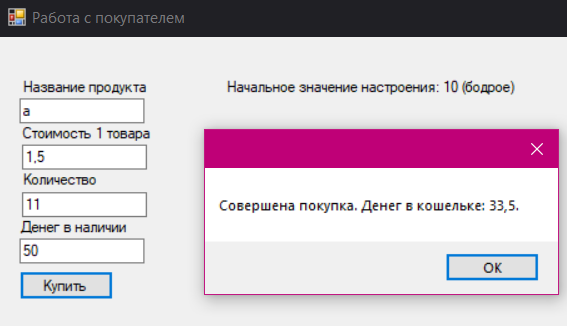 Работа с покупателем
Название продукта
Начальное значение настроения: 10 (бодрое)
a
Стоимость 1 товара
1,5
Количество
11
Денег в наличии
50
Купить
Совершена покупка. Денег в кошельке: 33,5.
ОК